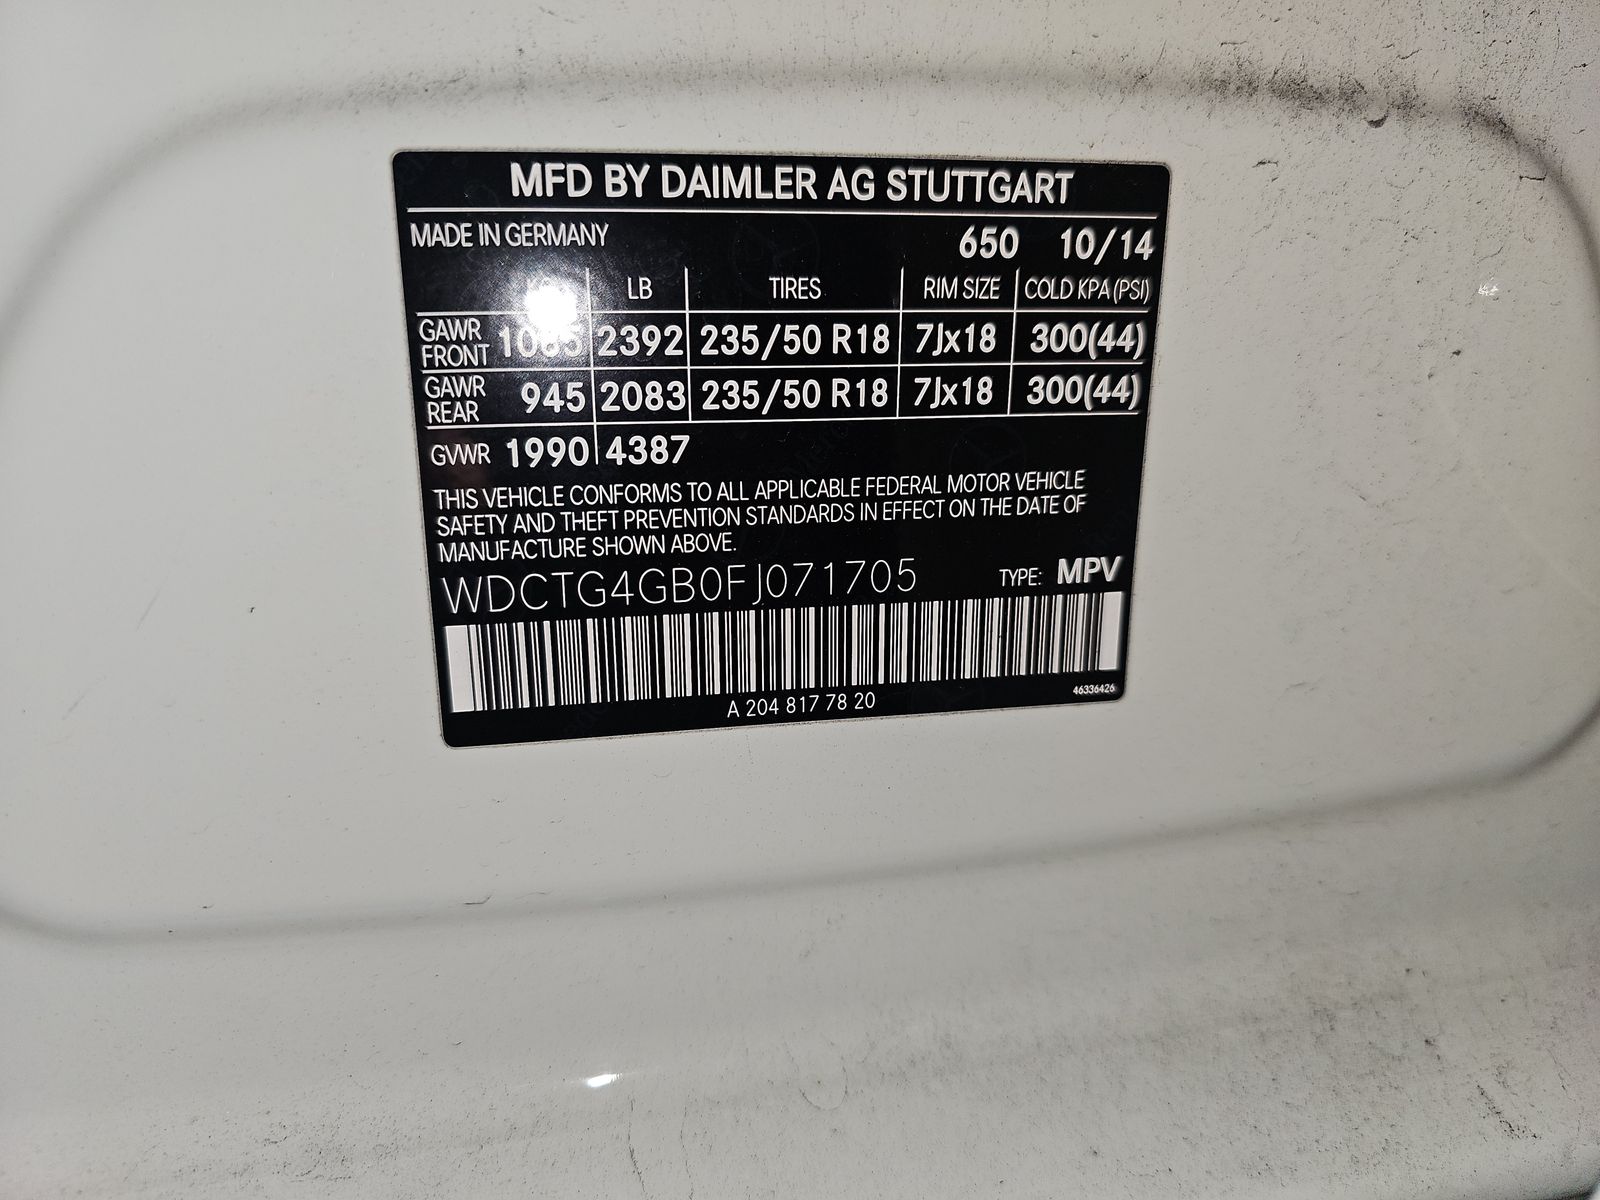 MFD BY DAIMLER AG STUTTGART
MADE IN GERMANY 650 10/14
LB TIRES RIM SIZE COLD KPA (PSI)
GAWR FRONT 1085 2392 235/50 R18 7Jx18 300(44)
GAWR REAR 945 2083 235/50 R18 7Jx18 300(44)
GVWR 1990 4387
THIS VEHICLE CONFORMS TO ALL APPLICABLE FEDERAL MOTOR VEHICLE
SAFETY AND THEFT PREVENTION STANDARDS IN EFFECT ON THE DATE OF
MANUFACTURE SHOWN ABOVE.
WDCTG4GB0FJ071705 TYPE: MPV
A 204 817 78 20 46336426